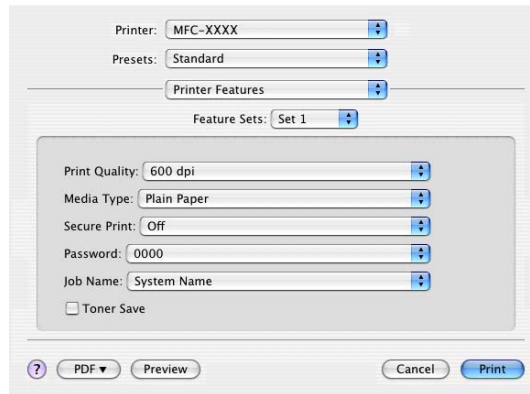 Printer: MFC-XXXX
Presets: Standard
Printer Features
Feature Sets: Set 1
Print Quality: 600 dpi
Media Type: Plain Paper
Secure Print: Off
Password: 0000
Job Name: System Name
Toner Save
? PDF ▼ Preview Cancel Print